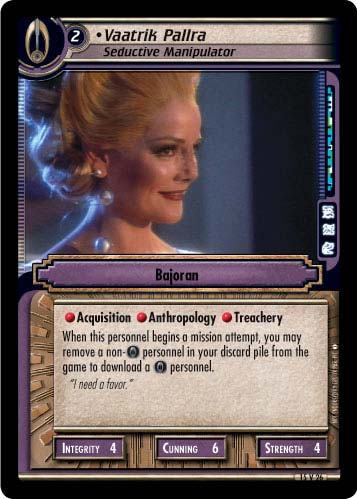 2 •Vaatrik Pallra
Seductive Manipulator
Bajoran
Acquisition Anthropology Treachery
When this personnel begins a mission attempt, you may
remove a non- personnel in your discard pile from the
game to download a personnel.
"I need a favor."
INTEGRITY 4 CUNNING 6 STRENGTH 4
15 V 26